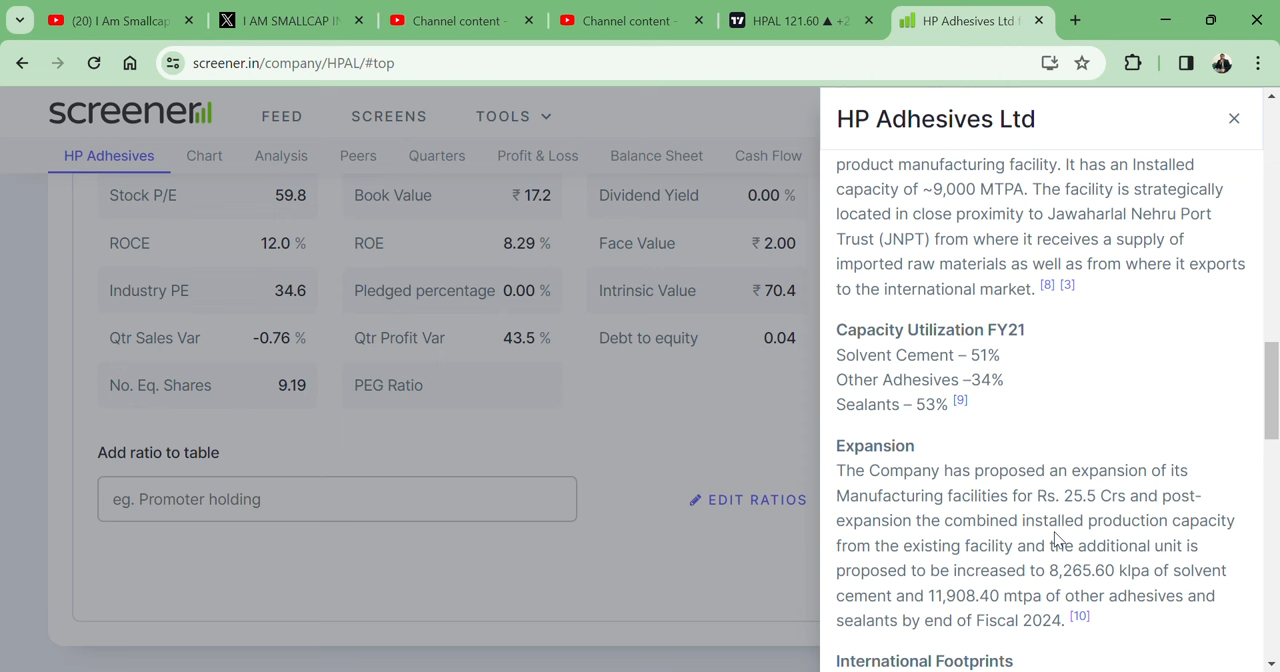 (20) I Am Smallcap
I AM SMALLCAP IN
Channel content -
Channel content -
HPAL 121.60 ▲ +2
HP Adhesives Ltd
screener.in/company/HPAL/#top
screener
FEED
SCREENS
TOOLS
HP Adhesives
Chart
Analysis
Peers
Quarters
Profit & Loss
Balance Sheet
Cash Flow
Stock P/E 59.8
Book Value ₹ 17.2
Dividend Yield 0.00 %
ROCE 12.0 %
ROE 8.29 %
Face Value ₹ 2.00
Industry PE 34.6
Pledged percentage 0.00 %
Intrinsic Value ₹ 70.4
Qtr Sales Var -0.76 %
Qtr Profit Var 43.5 %
Debt to equity 0.04
No. Eq. Shares 9.19
PEG Ratio
Add ratio to table
eg. Promoter holding
EDIT RATIOS
HP Adhesives Ltd
product manufacturing facility. It has an Installed
capacity of ~9,000 MTPA. The facility is strategically
located in close proximity to Jawaharlal Nehru Port
Trust (JNPT) from where it receives a supply of
imported raw materials as well as from where it exports
to the international market. [8] [3]
Capacity Utilization FY21
Solvent Cement – 51%
Other Adhesives –34%
Sealants – 53% [9]
Expansion
The Company has proposed an expansion of its
Manufacturing facilities for Rs. 25.5 Crs and post-
expansion the combined installed production capacity
from the existing facility and the additional unit is
proposed to be increased to 8,265.60 klpa of solvent
cement and 11,908.40 mtpa of other adhesives and
sealants by end of Fiscal 2024. [10]
International Footprints